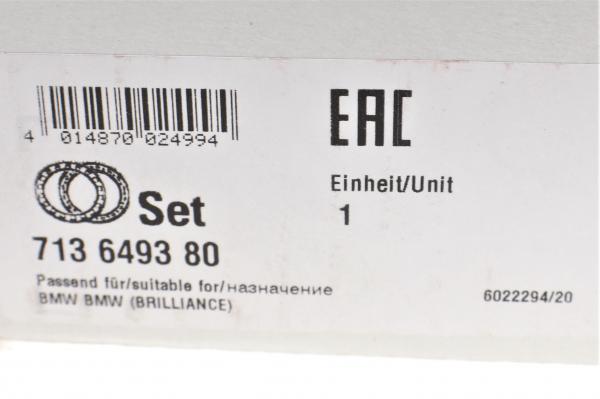 4 014870 024994
EAC
Set
Einheit/Unit
1
713 6493 80
Passend für/suitable for/назначение
BMW BMW (BRILLIANCE)
6022294/20